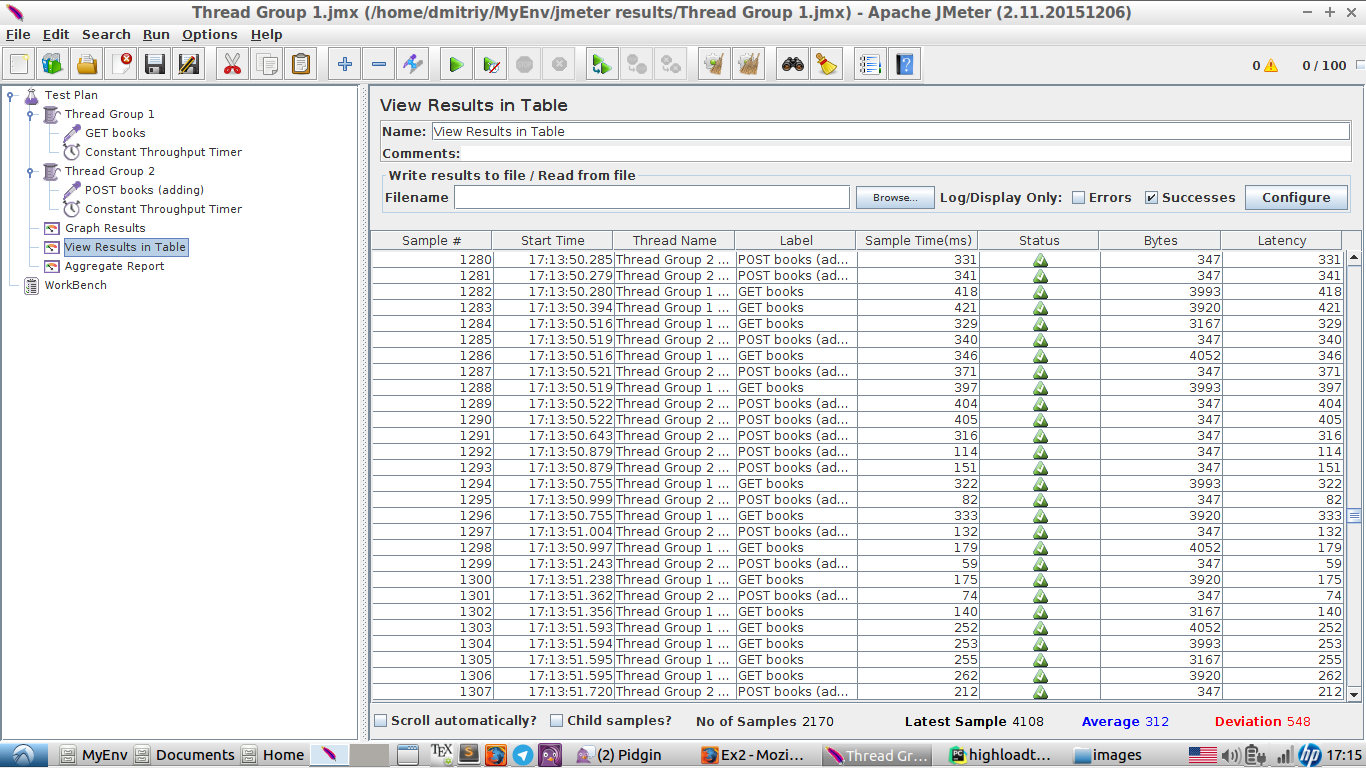 Thread Group 1.jmx (/home/dmitriy/MyEnv/jmeter results/Thread Group 1.jmx) - Apache JMeter (2.11.20151206)
File Edit Search Run Options Help
0 0 / 100
Test Plan
Thread Group 1
GET books
Constant Throughput Timer
Thread Group 2
POST books (adding)
Constant Throughput Timer
Graph Results
View Results in Table
Aggregate Report
WorkBench
View Results in Table
Name: View Results in Table
Comments:
Write results to file / Read from file
Filename Browse... Log/Display Only: Errors Successes Configure
Sample # Start Time Thread Name Label Sample Time(ms) Status Bytes Latency
1280 17:13:50.285 Thread Group 2 ... POST books (ad... 331 347 331
1281 17:13:50.279 Thread Group 2 ... POST books (ad... 341 347 341
1282 17:13:50.280 Thread Group 1 ... GET books 418 3993 418
1283 17:13:50.394 Thread Group 1 ... GET books 421 3920 421
1284 17:13:50.516 Thread Group 1 ... GET books 329 3167 329
1285 17:13:50.519 Thread Group 2 ... POST books (ad... 340 347 340
1286 17:13:50.516 Thread Group 1 ... GET books 346 4052 346
1287 17:13:50.521 Thread Group 2 ... POST books (ad... 371 347 371
1288 17:13:50.519 Thread Group 1 ... GET books 397 3993 397
1289 17:13:50.522 Thread Group 2 ... POST books (ad... 404 347 404
1290 17:13:50.522 Thread Group 2 ... POST books (ad... 405 347 405
1291 17:13:50.643 Thread Group 2 ... POST books (ad... 316 347 316
1292 17:13:50.879 Thread Group 2 ... POST books (ad... 114 347 114
1293 17:13:50.879 Thread Group 2 ... POST books (ad... 151 347 151
1294 17:13:50.755 Thread Group 1 ... GET books 322 3993 322
1295 17:13:50.999 Thread Group 2 ... POST books (ad... 82 347 82
1296 17:13:50.755 Thread Group 1 ... GET books 333 3920 333
1297 17:13:51.004 Thread Group 2 ... POST books (ad... 132 347 132
1298 17:13:50.997 Thread Group 1 ... GET books 179 4052 179
1299 17:13:51.243 Thread Group 2 ... POST books (ad... 59 347 59
1300 17:13:51.238 Thread Group 1 ... GET books 175 3920 175
1301 17:13:51.362 Thread Group 2 ... POST books (ad... 74 347 74
1302 17:13:51.356 Thread Group 1 ... GET books 140 3167 140
1303 17:13:51.593 Thread Group 1 ... GET books 252 4052 252
1304 17:13:51.594 Thread Group 1 ... GET books 253 3993 253
1305 17:13:51.595 Thread Group 1 ... GET books 255 3167 255
1306 17:13:51.595 Thread Group 1 ... GET books 262 3920 262
1307 17:13:51.720 Thread Group 2 ... POST books (ad... 212 347 212
Scroll automatically? Child samples? No of Samples 2170 Latest Sample 4108 Average 312 Deviation 548
MyEnv Documents Home TEX S (2) Pidgin Ex2 - Mozi... Thread Gr... PC highloadt... images hp 17:15